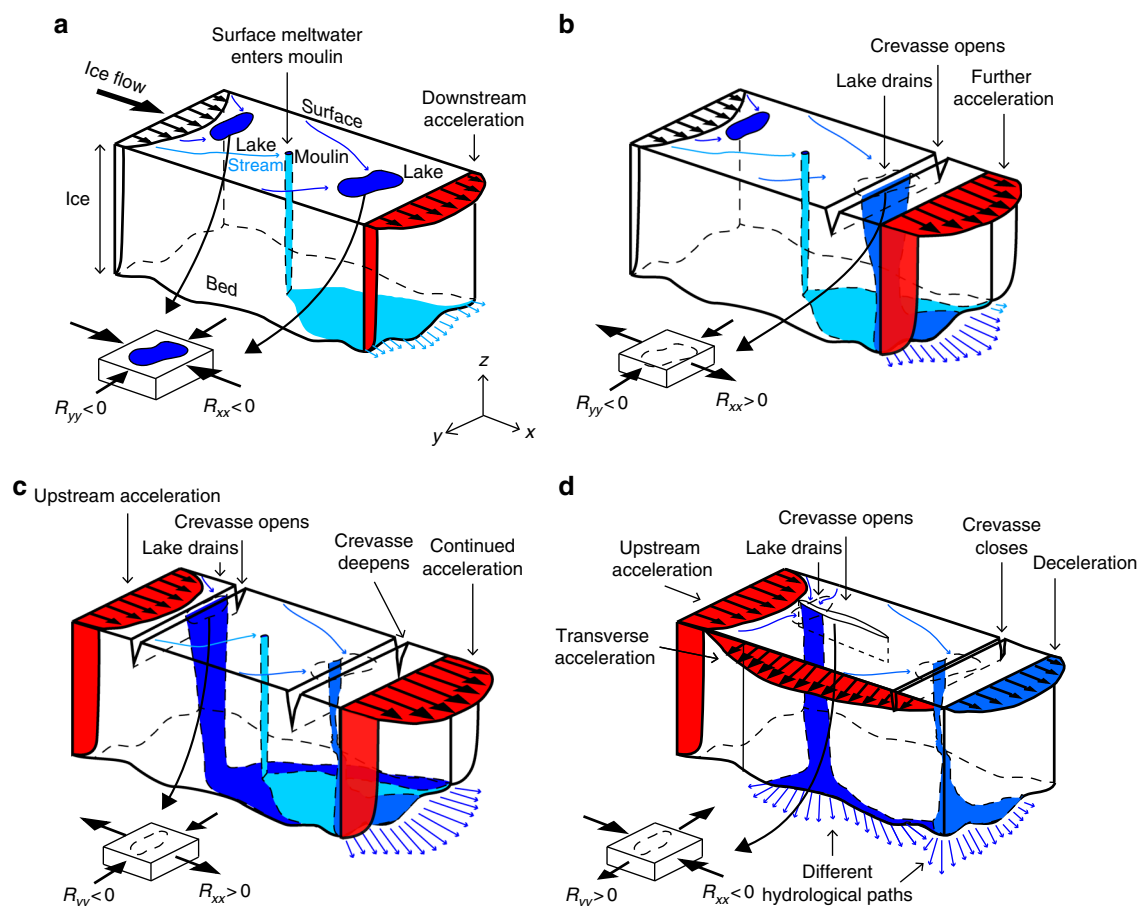 a
Surface meltwater
enters moulin
Ice flow
Surface
Downstream
acceleration
Lake
Stream
Moulin
Lake
Ice
Bed
R_yy<0
R_xx<0
z
y
x
b
Crevasse opens
Lake drains
Further
acceleration
R_yy<0
R_xx>0
c
Upstream acceleration
Crevasse opens
Lake drains
Crevasse
deepens
Continued
acceleration
R_yy<0
R_xx>0
d
Crevasse opens
Lake drains
Upstream
acceleration
Crevasse
closes
Deceleration
Transverse
acceleration
R_yy>0
R_xx<0
Different
hydrological paths